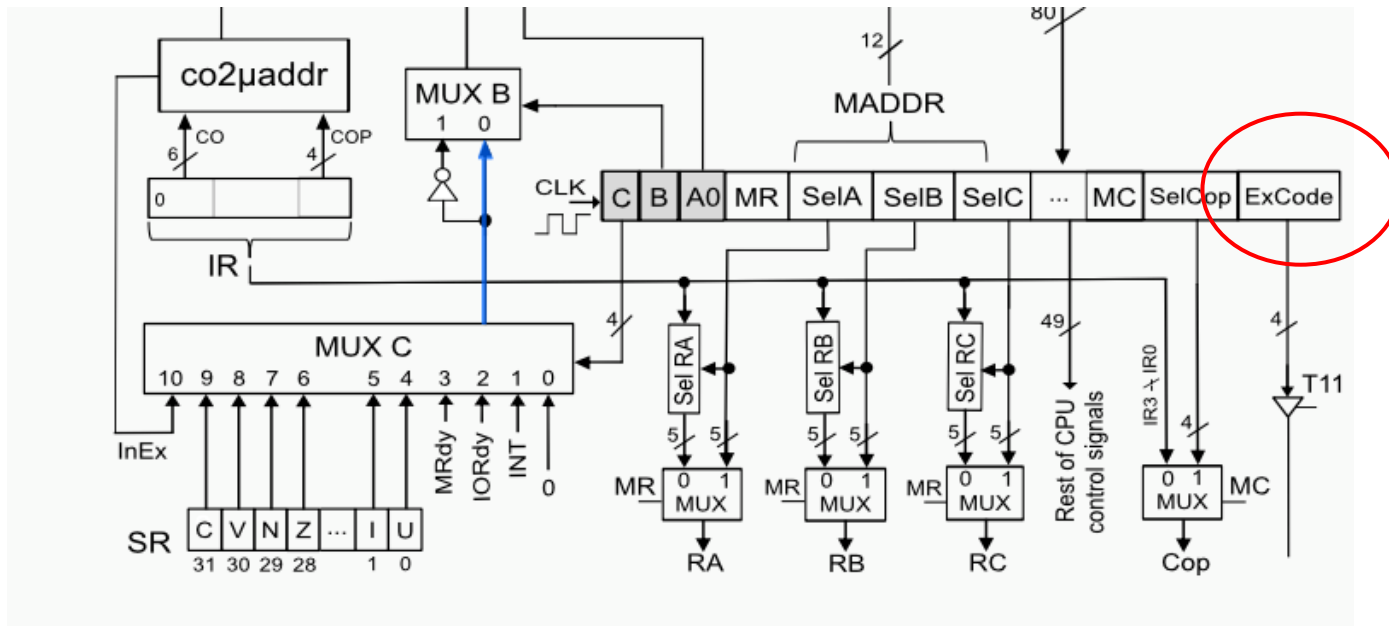 80
12
co2µaddr
MUX B
1 0
MADDR
CO
COP
6
4
0
CLK
C B A0 MR SelA SelB SelC ... MC SelCop ExCode
IR
4
49
4
MUX C
10 9 8 7 6 5 4 3 2 1 0
Sel RA
Sel RB
Sel RC
IR3 -/- IR0
T11
InEx
MRdy
IORdy
INT
0
5 5
5 5
5 5
4
Rest of CPU
control signals
MR 0 1 MUX
MR 0 1 MUX
MR 0 1 MUX
0 1 MUX MC
SR C V N Z ... I U
31 30 29 28 1 0
RA
RB
RC
Cop